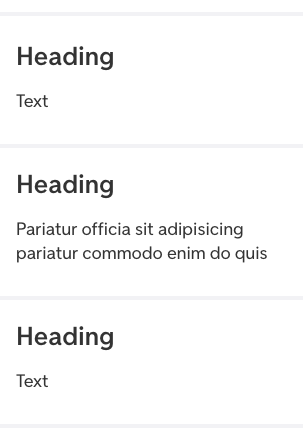 Heading
Text
Heading
Pariatur officia sit adipisicing
pariatur commodo enim do quis
Heading
Text